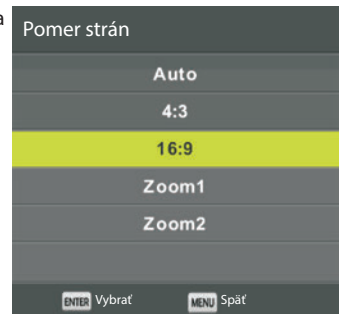 a
Pomer strán
Auto
4:3
16:9
Zoom1
Zoom2
ENTER Vybrať MENU Späť